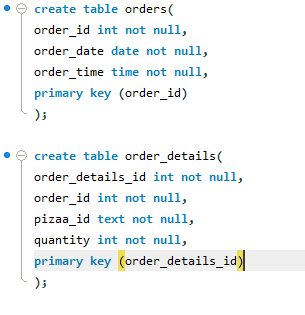 create table orders(
order_id int not null,
order_date date not null,
order_time time not null,
primary key (order_id)
);
create table order_details(
order_details_id int not null,
order_id int not null,
pizaa_id text not null,
quantity int not null,
primary key (order_details_id)
);